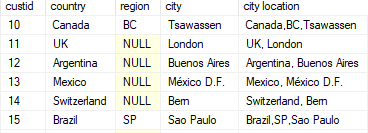 custid country region city city location
10 Canada BC Tsawassen Canada,BC,Tsawassen
11 UK NULL London UK, London
12 Argentina NULL Buenos Aires Argentina, Buenos Aires
13 Mexico NULL México D.F. Mexico, México D.F.
14 Switzerland NULL Bern Switzerland, Bern
15 Brazil SP Sao Paulo Brazil,SP,Sao Paulo